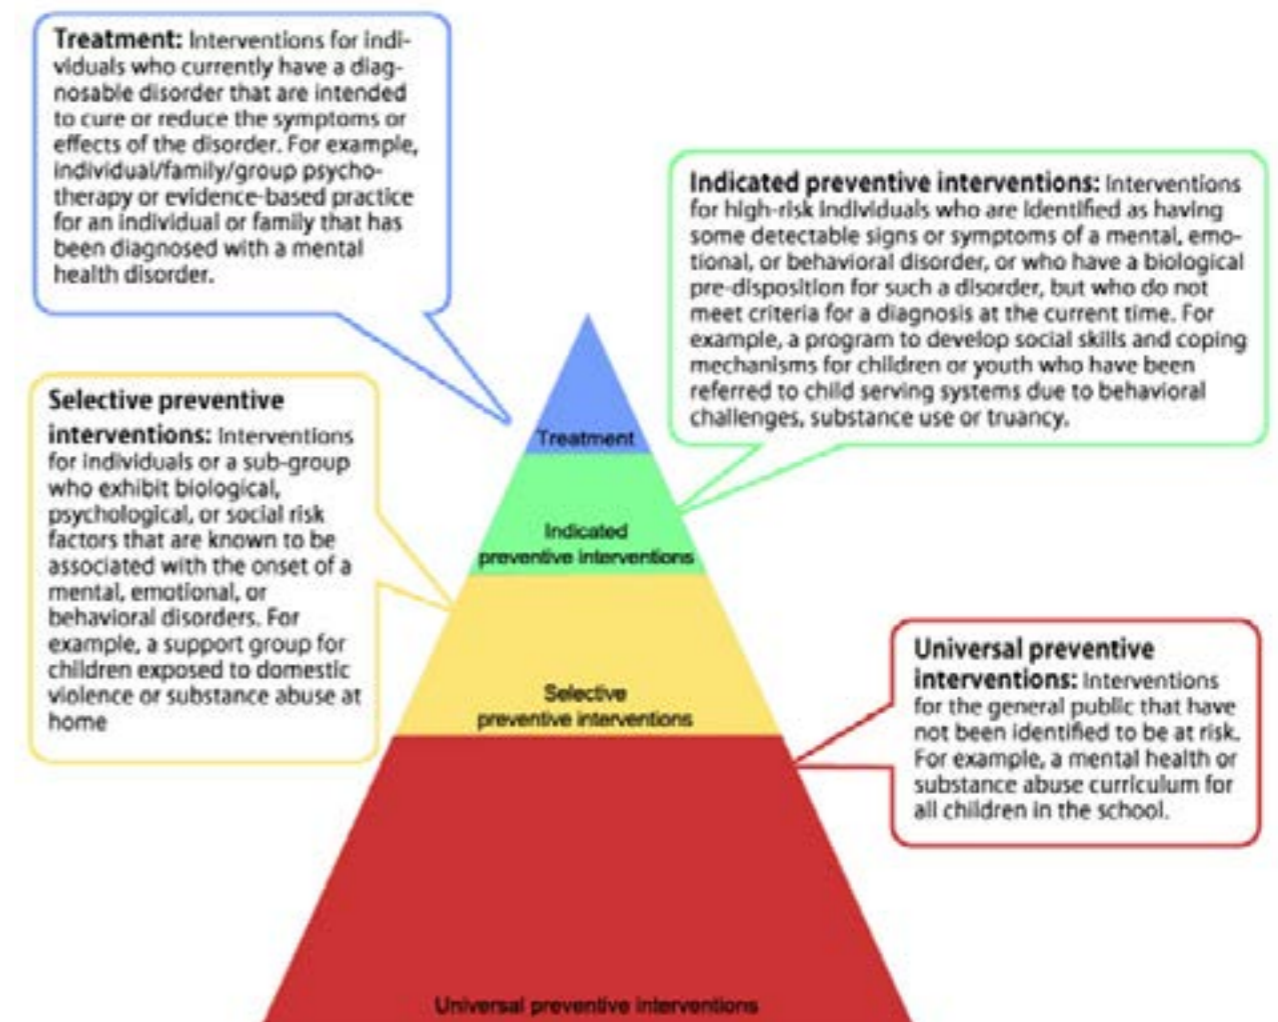 Treatment: Interventions for indi-
viduals who currently have a diag-
nosable disorder that are intended
to cure or reduce the symptoms or
effects of the disorder. For example,
individual/family/group psycho-
therapy or evidence-based practice
for an individual or family that has
been diagnosed with a mental
health disorder.
Indicated preventive interventions: Interventions
for high-risk individuals who are identified as having
some detectable signs or symptoms of a mental, emo-
tional, or behavioral disorder, or who have a biological
pre-disposition for such a disorder, but who do not
meet criteria for a diagnosis at the current time. For
example, a program to develop social skills and coping
mechanisms for children or youth who have been
referred to child serving systems due to behavioral
challenges, substance use or truancy.
Selective preventive
interventions: Interventions
for individuals or a sub-group
who exhibit biological,
psychological, or social risk
factors that are known to be
associated with the onset of a
mental, emotional, or
behavioral disorders. For
example, a support group for
children exposed to domestic
violence or substance abuse at
home
Universal preventive
interventions: Interventions
for the general public that have
not been identified to be at risk.
For example, a mental health or
substance abuse curriculum for
all children in the school.
Treatment
Indicated
preventive interventions
Selective
preventive interventions
Universal preventive interventions